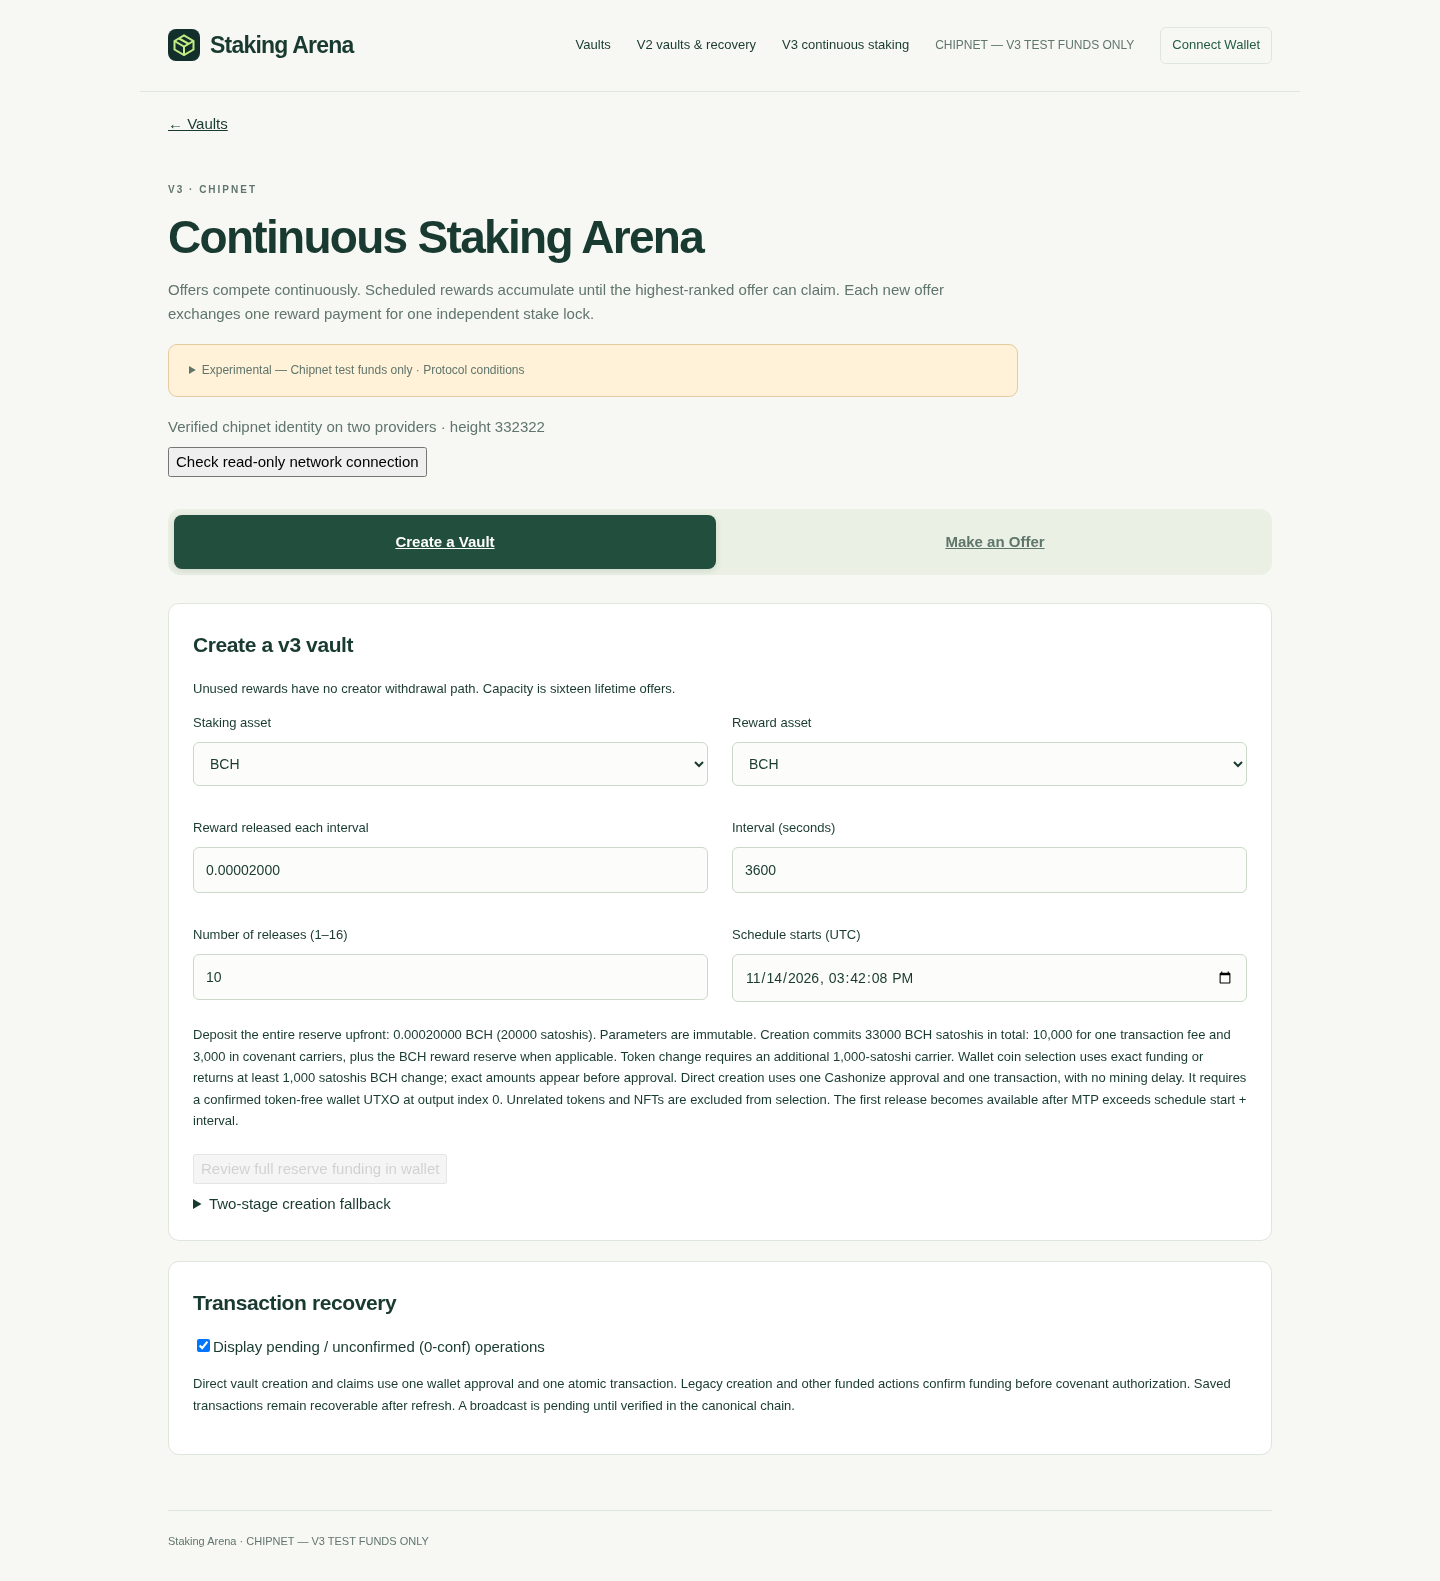 Staking Arena
Vaults
V2 vaults & recovery
V3 continuous staking
CHIPNET — V3 TEST FUNDS ONLY
Connect Wallet
← Vaults
V3 · CHIPNET
Continuous Staking Arena
Offers compete continuously. Scheduled rewards accumulate until the highest-ranked offer can claim. Each new offer
exchanges one reward payment for one independent stake lock.
Experimental — Chipnet test funds only · Protocol conditions
Verified chipnet identity on two providers · height 332322
Check read-only network connection
Create a Vault
Make an Offer
Create a v3 vault
Unused rewards have no creator withdrawal path. Capacity is sixteen lifetime offers.
Staking asset
Reward asset
BCH
BCH
Reward released each interval
Interval (seconds)
0.00002000
3600
Number of releases (1–16)
Schedule starts (UTC)
10
11/14/2026, 03:42:08 PM
Deposit the entire reserve upfront: 0.00020000 BCH (20000 satoshis). Parameters are immutable. Creation commits 33000 BCH satoshis in total: 10,000 for one transaction fee and
3,000 in covenant carriers, plus the BCH reward reserve when applicable. Token change requires an additional 1,000-satoshi carrier. Wallet coin selection uses exact funding or
returns at least 1,000 satoshis BCH change; exact amounts appear before approval. Direct creation uses one Cashonize approval and one transaction, with no mining delay. It requires
a confirmed token-free wallet UTXO at output index 0. Unrelated tokens and NFTs are excluded from selection. The first release becomes available after MTP exceeds schedule start +
interval.
Review full reserve funding in wallet
Two-stage creation fallback
Transaction recovery
Display pending / unconfirmed (0-conf) operations
Direct vault creation and claims use one wallet approval and one atomic transaction. Legacy creation and other funded actions confirm funding before covenant authorization. Saved
transactions remain recoverable after refresh. A broadcast is pending until verified in the canonical chain.
Staking Arena · CHIPNET — V3 TEST FUNDS ONLY